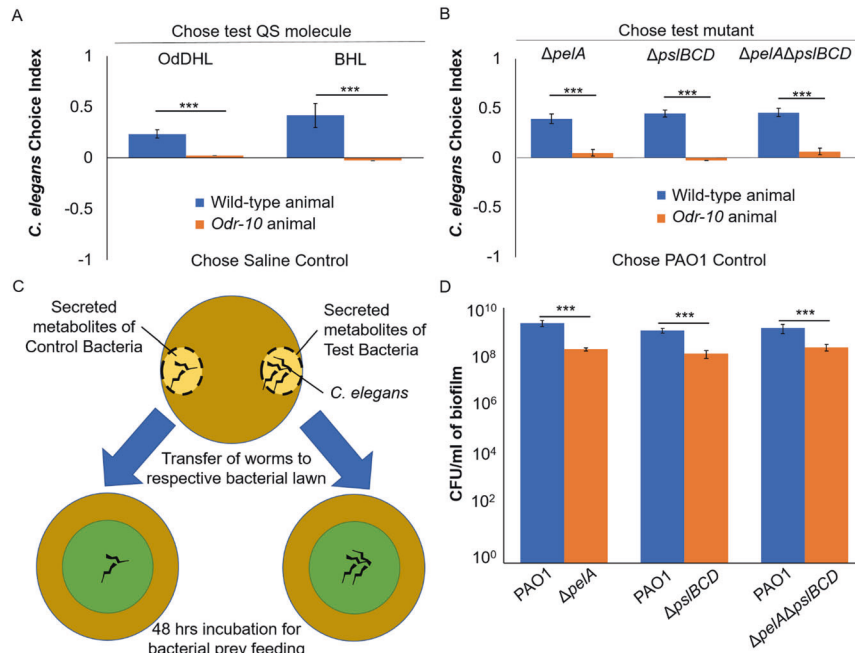 A
Chose test QS molecule
OdDHL
BHL
C. elegans Choice Index
1
0.5
0
-0.5
-1
***
***
Wild-type animal
Odr-10 animal
Chose Saline Control
B
Chose test mutant
ΔpelA
ΔpslBCD
ΔpelAΔpslBCD
C. elegans Choice Index
1
0.5
0
-0.5
-1
***
***
***
Wild-type animal
Odr-10 animal
Chose PAO1 Control
C
Secreted
metabolites of
Control Bacteria
Secreted
metabolites of
Test Bacteria
C. elegans
Transfer of worms to
respective bacterial lawn
48 hrs incubation for
bacterial prey feeding
D
CFU/ml of biofilm
10^10
10^8
10^6
10^4
10^2
10^0
***
***
***
PAO1
ΔpelA
PAO1
ΔpslBCD
PAO1
ΔpelAΔpslBCD